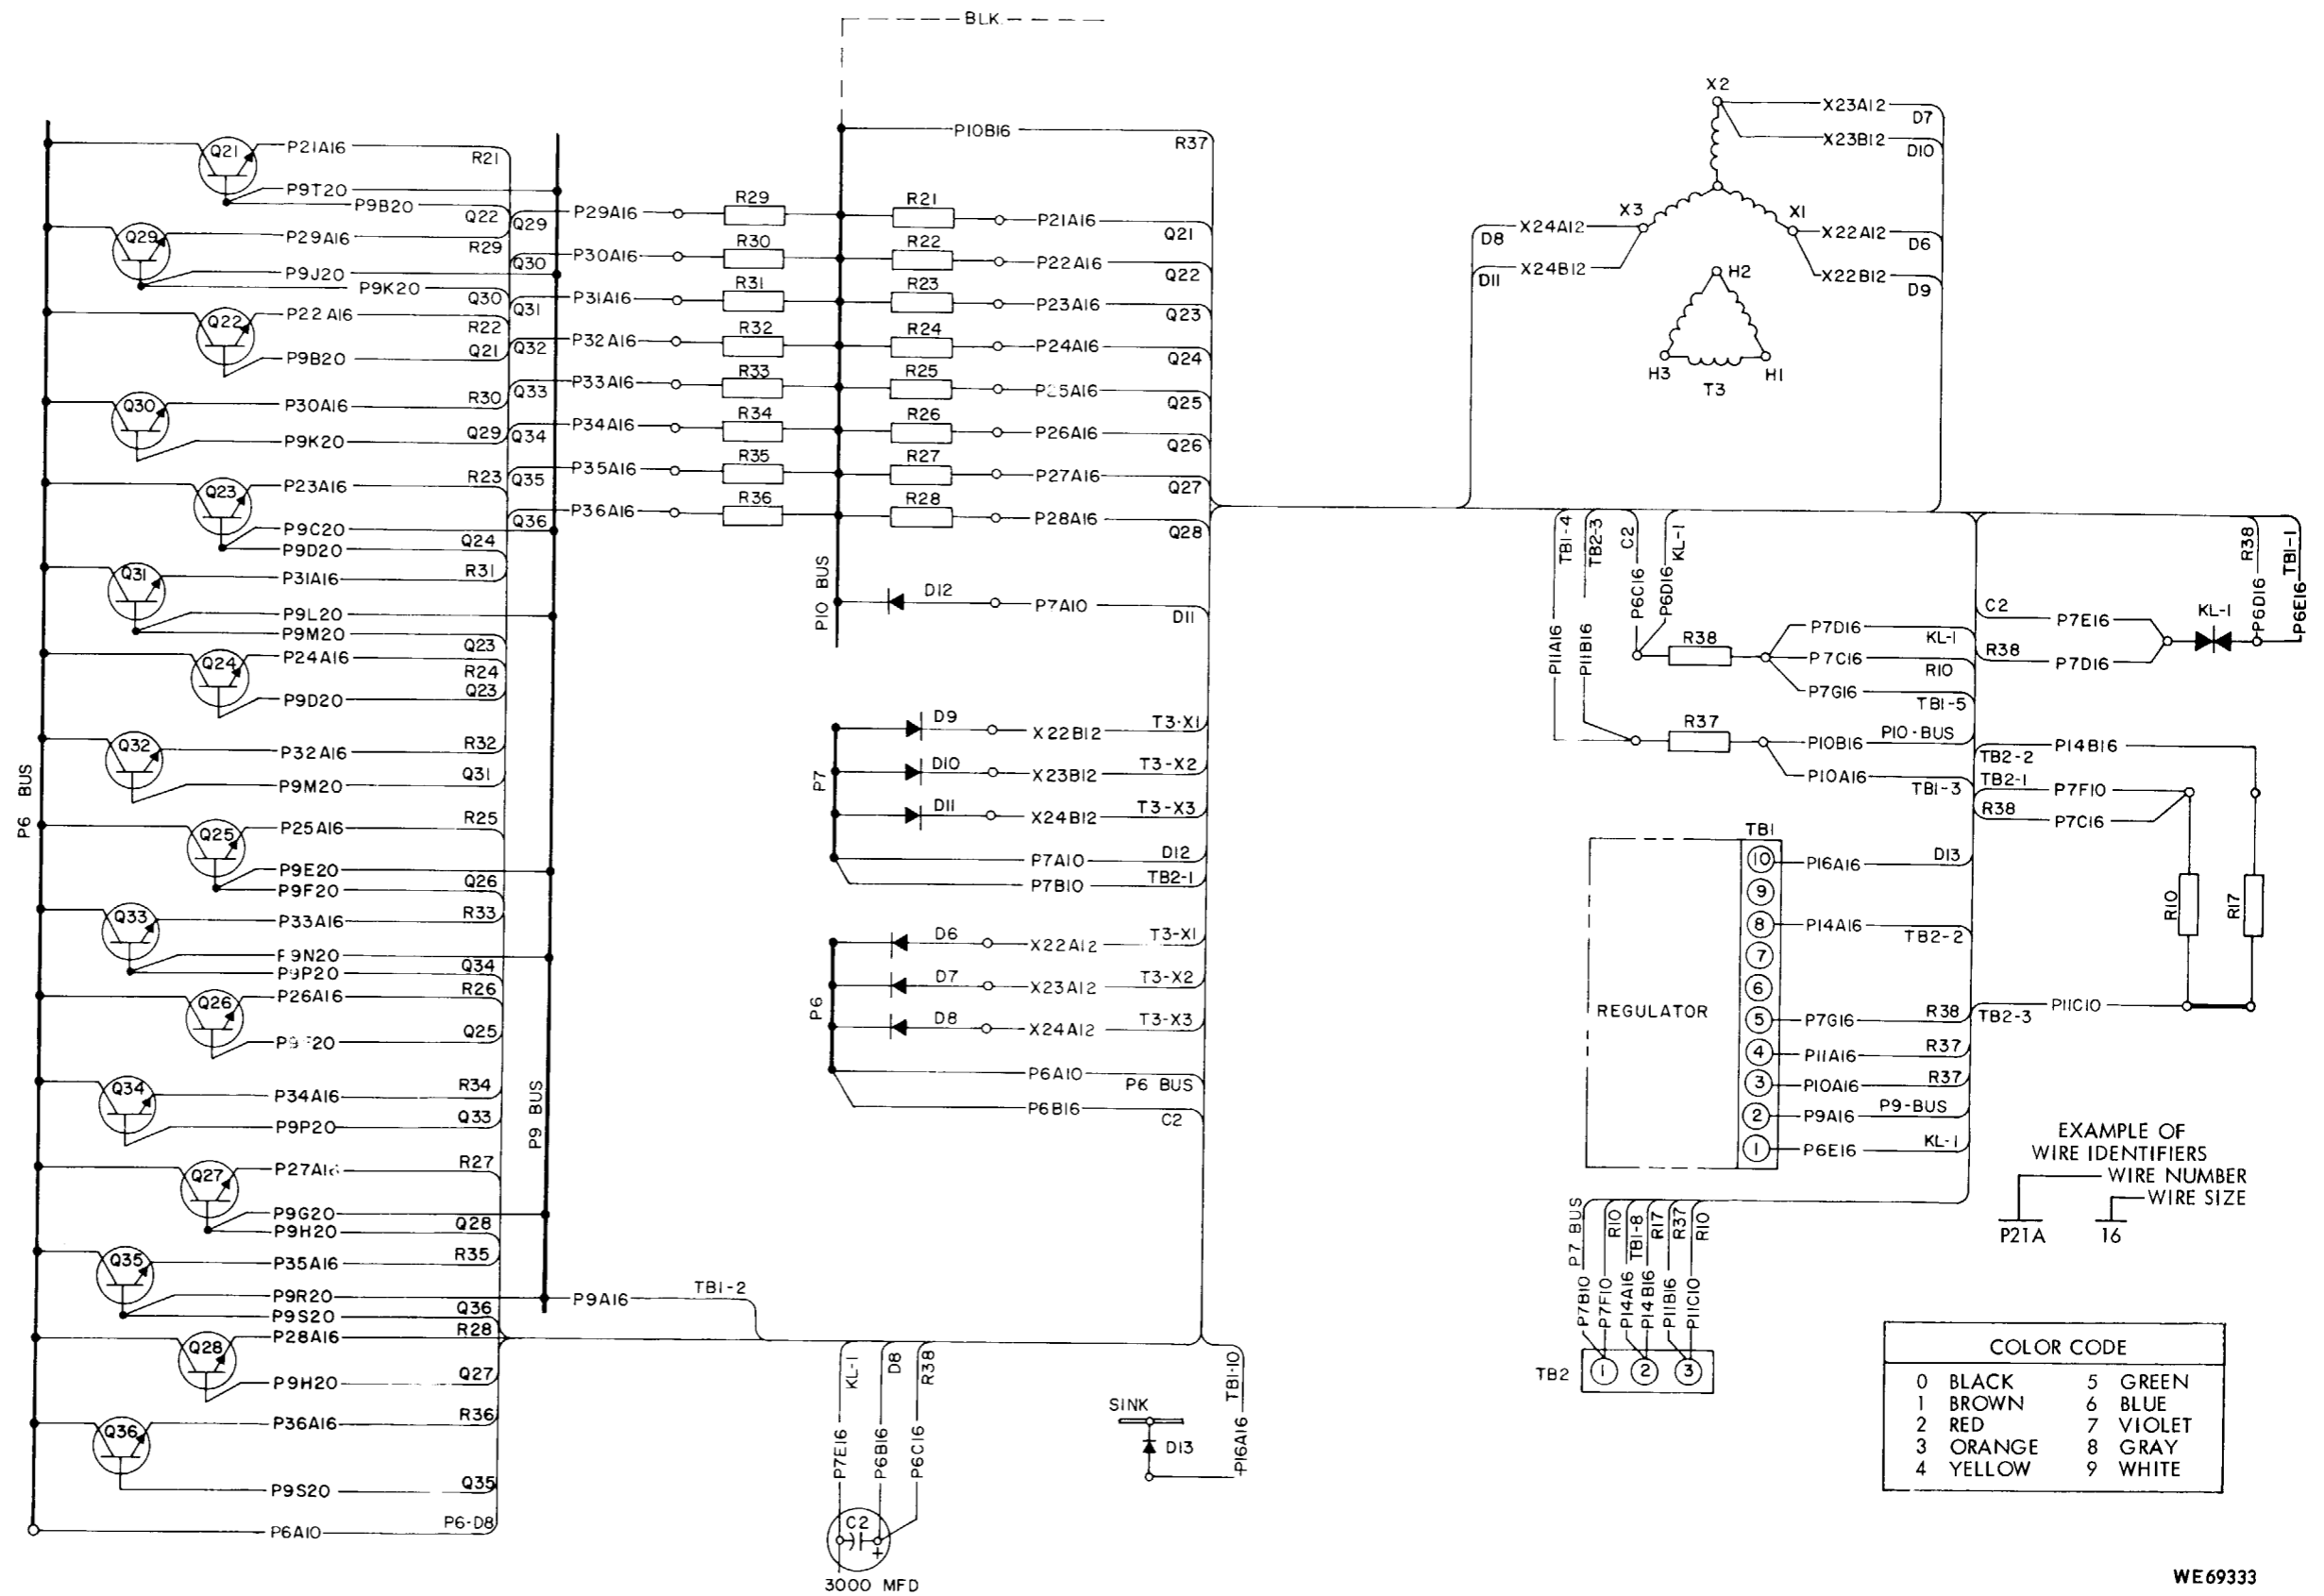 BLK.
Q21
P21A16
R21
P9T20
P9B20
Q22
Q29
P29A16
R29
P9J20
P9K20
Q30
Q22
P22A16
R22
P9B20
Q21
Q30
P30A16
R30
P9K20
Q29
Q23
P23A16
R23
P9C20
P9D20
Q24
Q31
P31A16
R31
P9L20
P9M20
Q23
Q24
P24A16
R24
P9D20
Q23
Q32
P32A16
R32
P9M20
Q31
Q25
P25A16
R25
P9E20
P9F20
Q26
Q33
P33A16
R33
9N20
P9P20
Q34
Q26
P26A16
R26
Q25
Q34
P34A16
R34
P9P20
Q33
Q27
P27A16
R27
P9G20
P9H20
Q28
Q35
P35A16
R35
P9R20
P9S20
Q36
Q28
P28A16
R28
P9H20
Q27
Q36
P36A16
R36
P9S20
Q35
P6A10
P6-D8
P6 BUS
P9 BUS
Q29 P29A16 R29
Q30 P30A16 R30
Q31 P31A16 R31
Q32 P32A16 R32
Q33 P33A16 R33
Q34 P34A16 R34
Q35 P35A16 R35
Q36 P36A16 R36
P9A16 TB1-2
P10 BUS
P10B16 R37
R21 P21A16 Q21
R22 P22A16 Q22
R23 P23A16 Q23
R24 P24A16 Q24
R25 P25A16 Q25
R26 P26A16 Q26
R27 P27A16 Q27
R28 P28A16 Q28
D12 P7A10 D11
P7
D9 X22B12 T3-X1
D10 X23B12 T3-X2
D11 X24B12 T3-X3
P7A10 D12
P7B10 TB2-1
P6
D6 X22A12 T3-X1
D7 X23A12 T3-X2
D8 X24A12 T3-X3
P6A10 P6 BUS
P6B16 C2
KL-1
P7E16
D8
P6B16
R38
P6C16
C2
+
3000 MFD
SINK
D13
TB1-10
P16A16
X2
X23A12 D7
X23B12 D10
X3
X24A12 D8
X24B12 D11
X1
X22A12 D6
X22B12 D9
H2
H3
H1
T3
TB1-4
P11A16
TB2-3
P11B16
C2
P6C16
KL-1
P6D16
R38
P7D16 KL-1
P7C16 R10
P7G16 TB1-5
R37
P10B16 P10-BUS
P10A16 TB1-3
C2 P7E16
R38 P7D16
KL-1
R38
P6D16
TB1-1
P6E16
TB2-2 P14B16
TB2-1 P7F10
R38 P7C16
R10
R17
TB2-3 P11C10
REGULATOR
TB1
10 P16A16 D13
9
8 P14A16 TB2-2
7
6
5 P7G16 R38
4 P11A16 R37
3 P10A16 R37
2 P9A16 P9-BUS
1 P6E16 KL-1
P7 BUS
P7B10
R10
P7F10
TB1-8
P14A16
R17
P14B16
R37
P11B16
R10
P11C10
TB2
1 2 3
EXAMPLE OF
WIRE IDENTIFIERS
WIRE NUMBER
WIRE SIZE
P21A 16
COLOR CODE
0 BLACK 5 GREEN
1 BROWN 6 BLUE
2 RED 7 VIOLET
3 ORANGE 8 GRAY
4 YELLOW 9 WHITE
WE69333